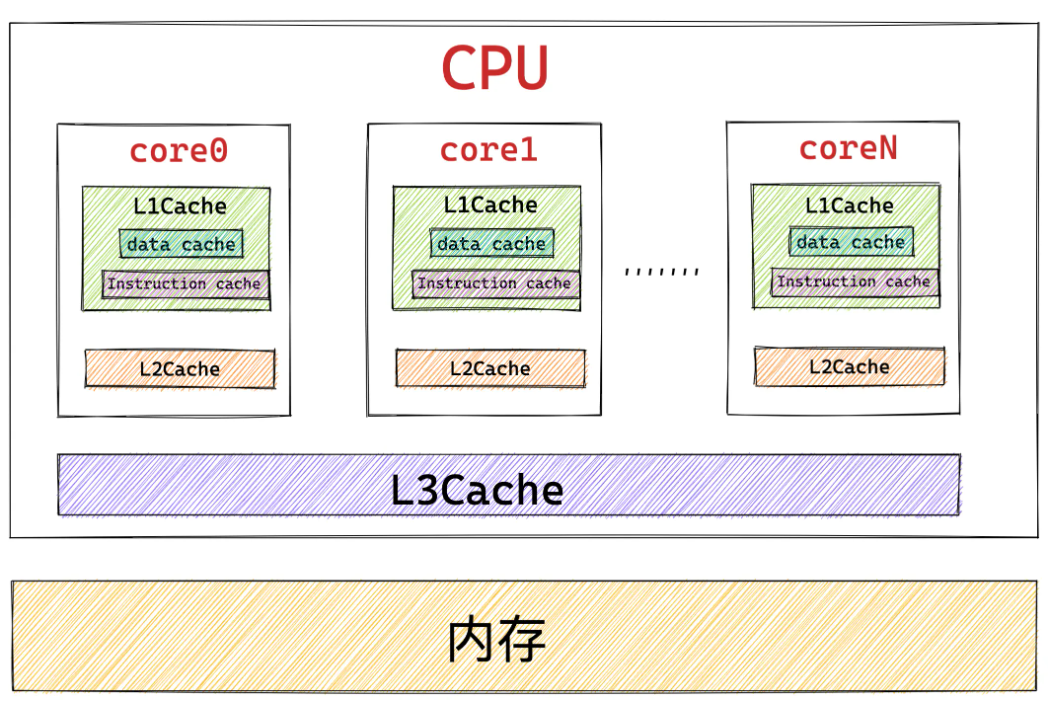 CPU
core0
L1Cache
data cache
Instruction cache
L2Cache
core1
L1Cache
data cache
Instruction cache
L2Cache
.......
coreN
L1Cache
data cache
Instruction cache
L2Cache
L3Cache
内存